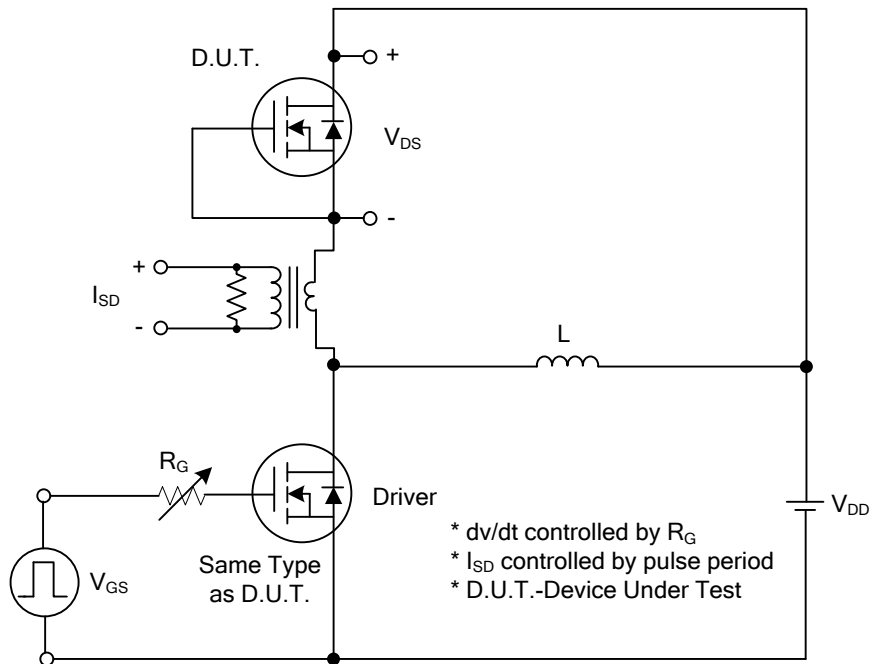 D.U.T.
+
V_DS
-
+
I_SD
-
L
R_G
Driver
V_DD
V_GS
Same Type
as D.U.T.
* dv/dt controlled by R_G
* I_SD controlled by pulse period
* D.U.T.-Device Under Test